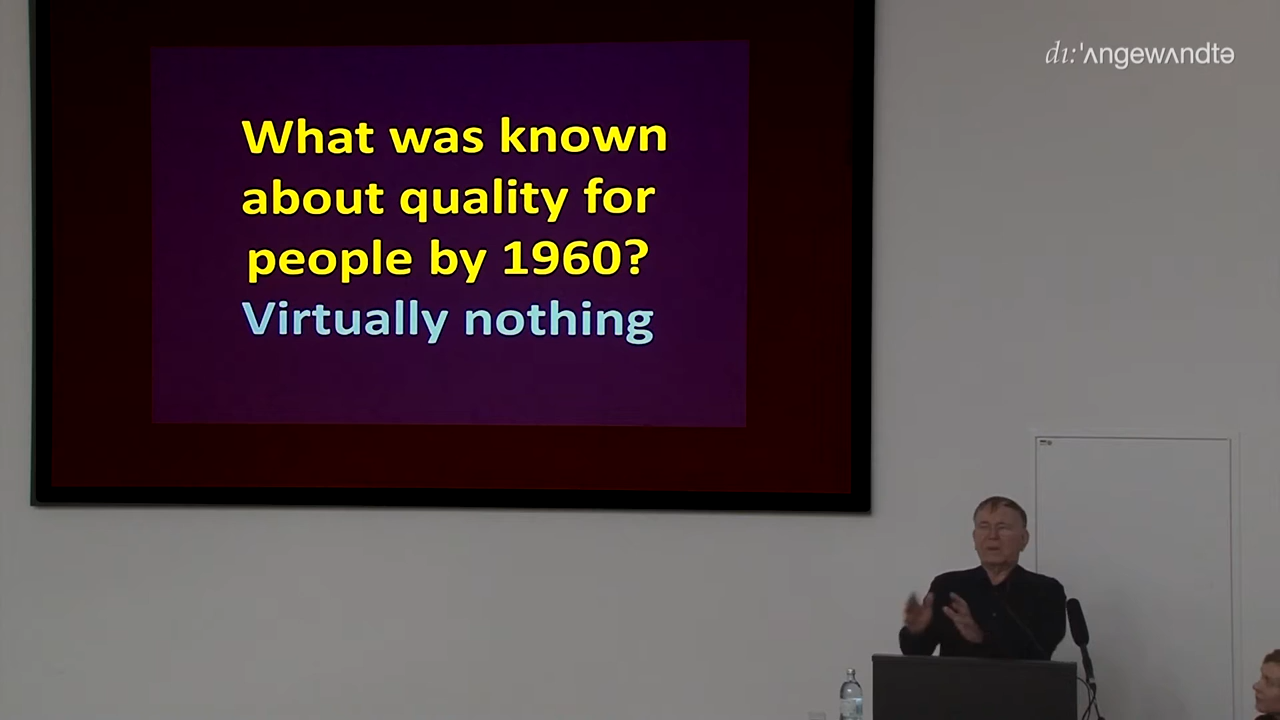 dı:ˈʌngewʌndtə
What was known
about quality for
people by 1960?
Virtually nothing